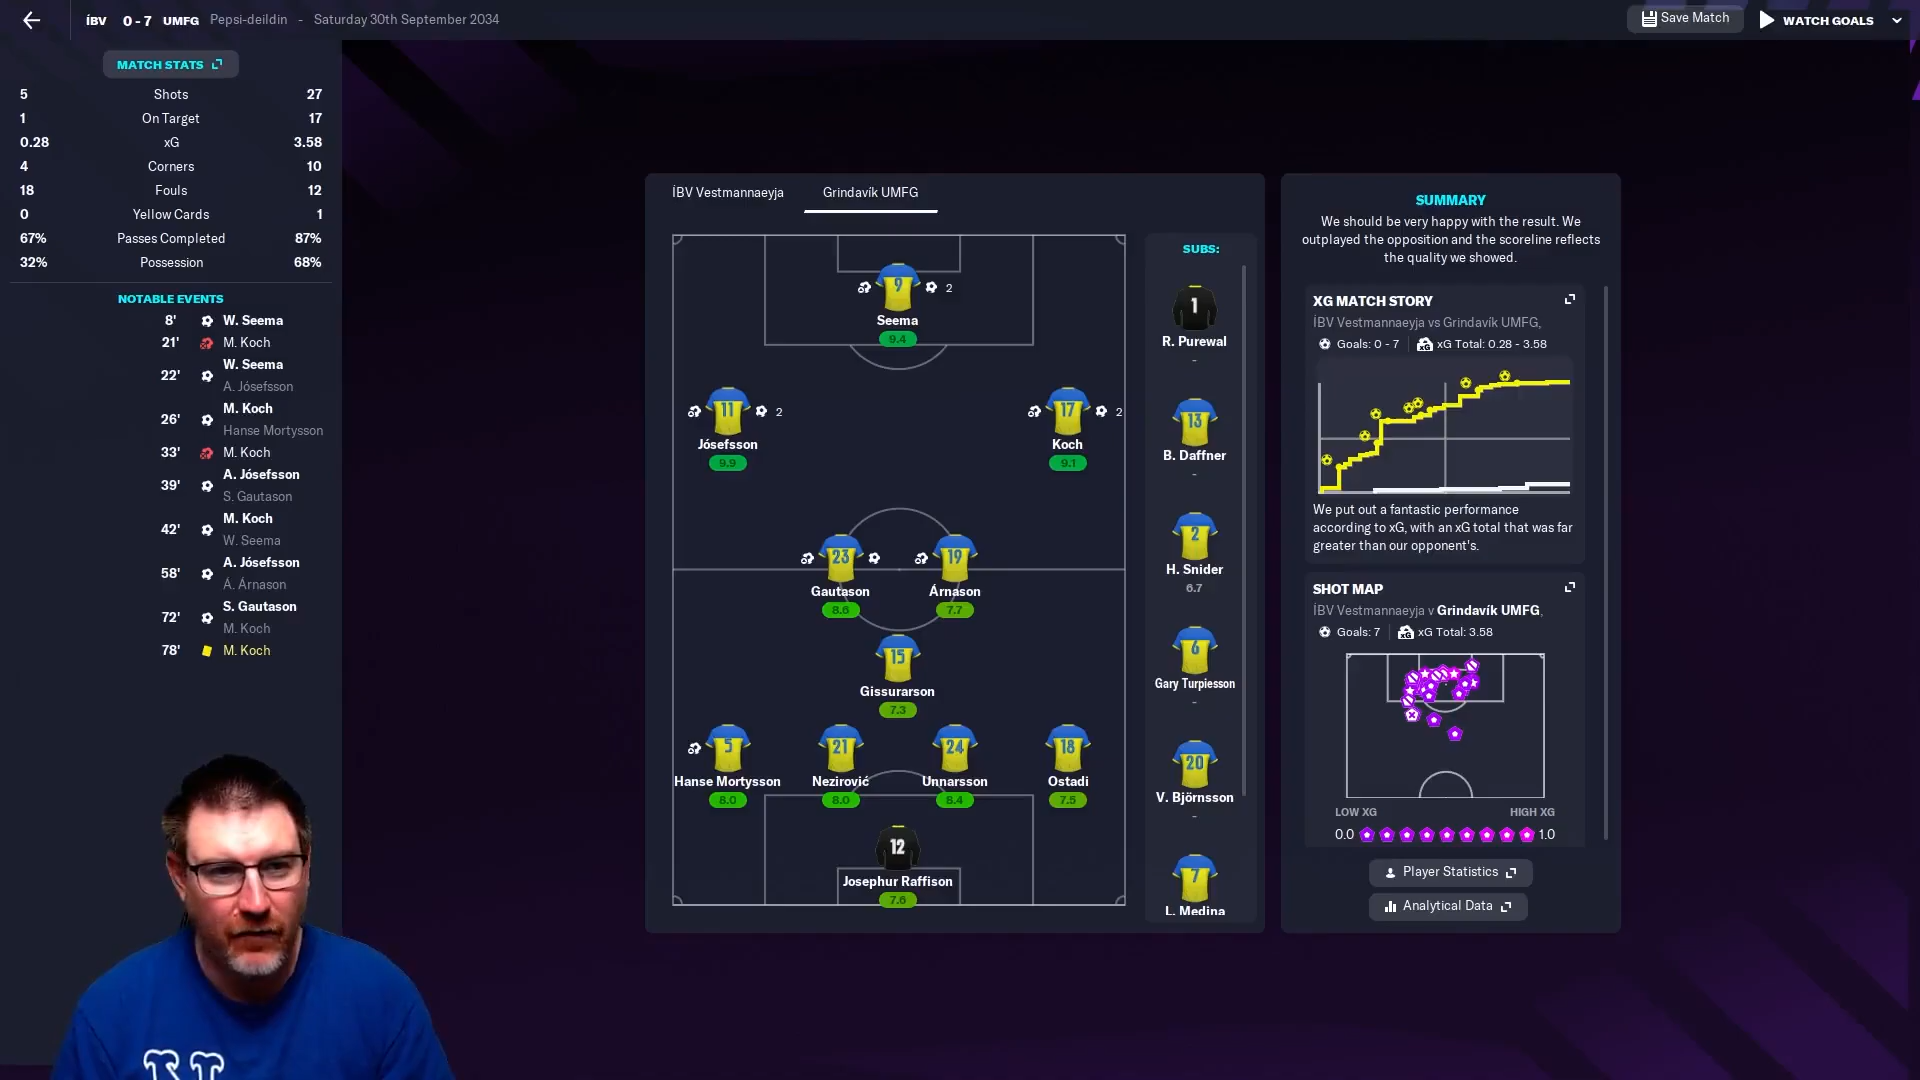 ÍBV 0 - 7 UMFG Pepsi-deildin - Saturday 30th September 2034
Save Match
WATCH GOALS
MATCH STATS
5 Shots 27
1 On Target 17
0.28 xG 3.58
4 Corners 10
18 Fouls 12
0 Yellow Cards 1
67% Passes Completed 87%
32% Possession 68%
NOTABLE EVENTS
8' W. Seema
21' M. Koch
22' W. Seema
A. Jósefsson
26' M. Koch
Hanse Mortysson
33' M. Koch
39' A. Jósefsson
S. Gautason
42' M. Koch
W. Seema
58' A. Jósefsson
Á. Árnason
72' S. Gautason
M. Koch
78' M. Koch
ÍBV Vestmannaeyja Grindavík UMFG
9 2
Seema
9.4
11 2
Jósefsson
9.9
17 2
Koch
9.1
23
Gautason
8.6
19
Árnason
7.7
15
Gissurarson
7.3
5
Hanse Mortysson
8.0
21
Nezirović
8.0
24
Unnarsson
8.4
18
Ostadi
7.5
12
Josephur Raffison
7.6
SUBS:
1
R. Purewal
-
13
B. Daffner
-
2
H. Snider
6.7
6
Gary Turpiesson
-
20
V. Björnsson
-
7
L. Medina
SUMMARY
We should be very happy with the result. We
outplayed the opposition and the scoreline reflects
the quality we showed.
XG MATCH STORY
ÍBV Vestmannaeyja vs Grindavík UMFG,
Goals: 0 - 7 xG xG Total: 0.28 - 3.58
We put out a fantastic performance
according to xG, with an xG total that was far
greater than our opponent's.
SHOT MAP
ÍBV Vestmannaeyja v Grindavík UMFG,
Goals: 7 xG xG Total: 3.58
LOW XG HIGH XG
0.0 1.0
Player Statistics
Analytical Data